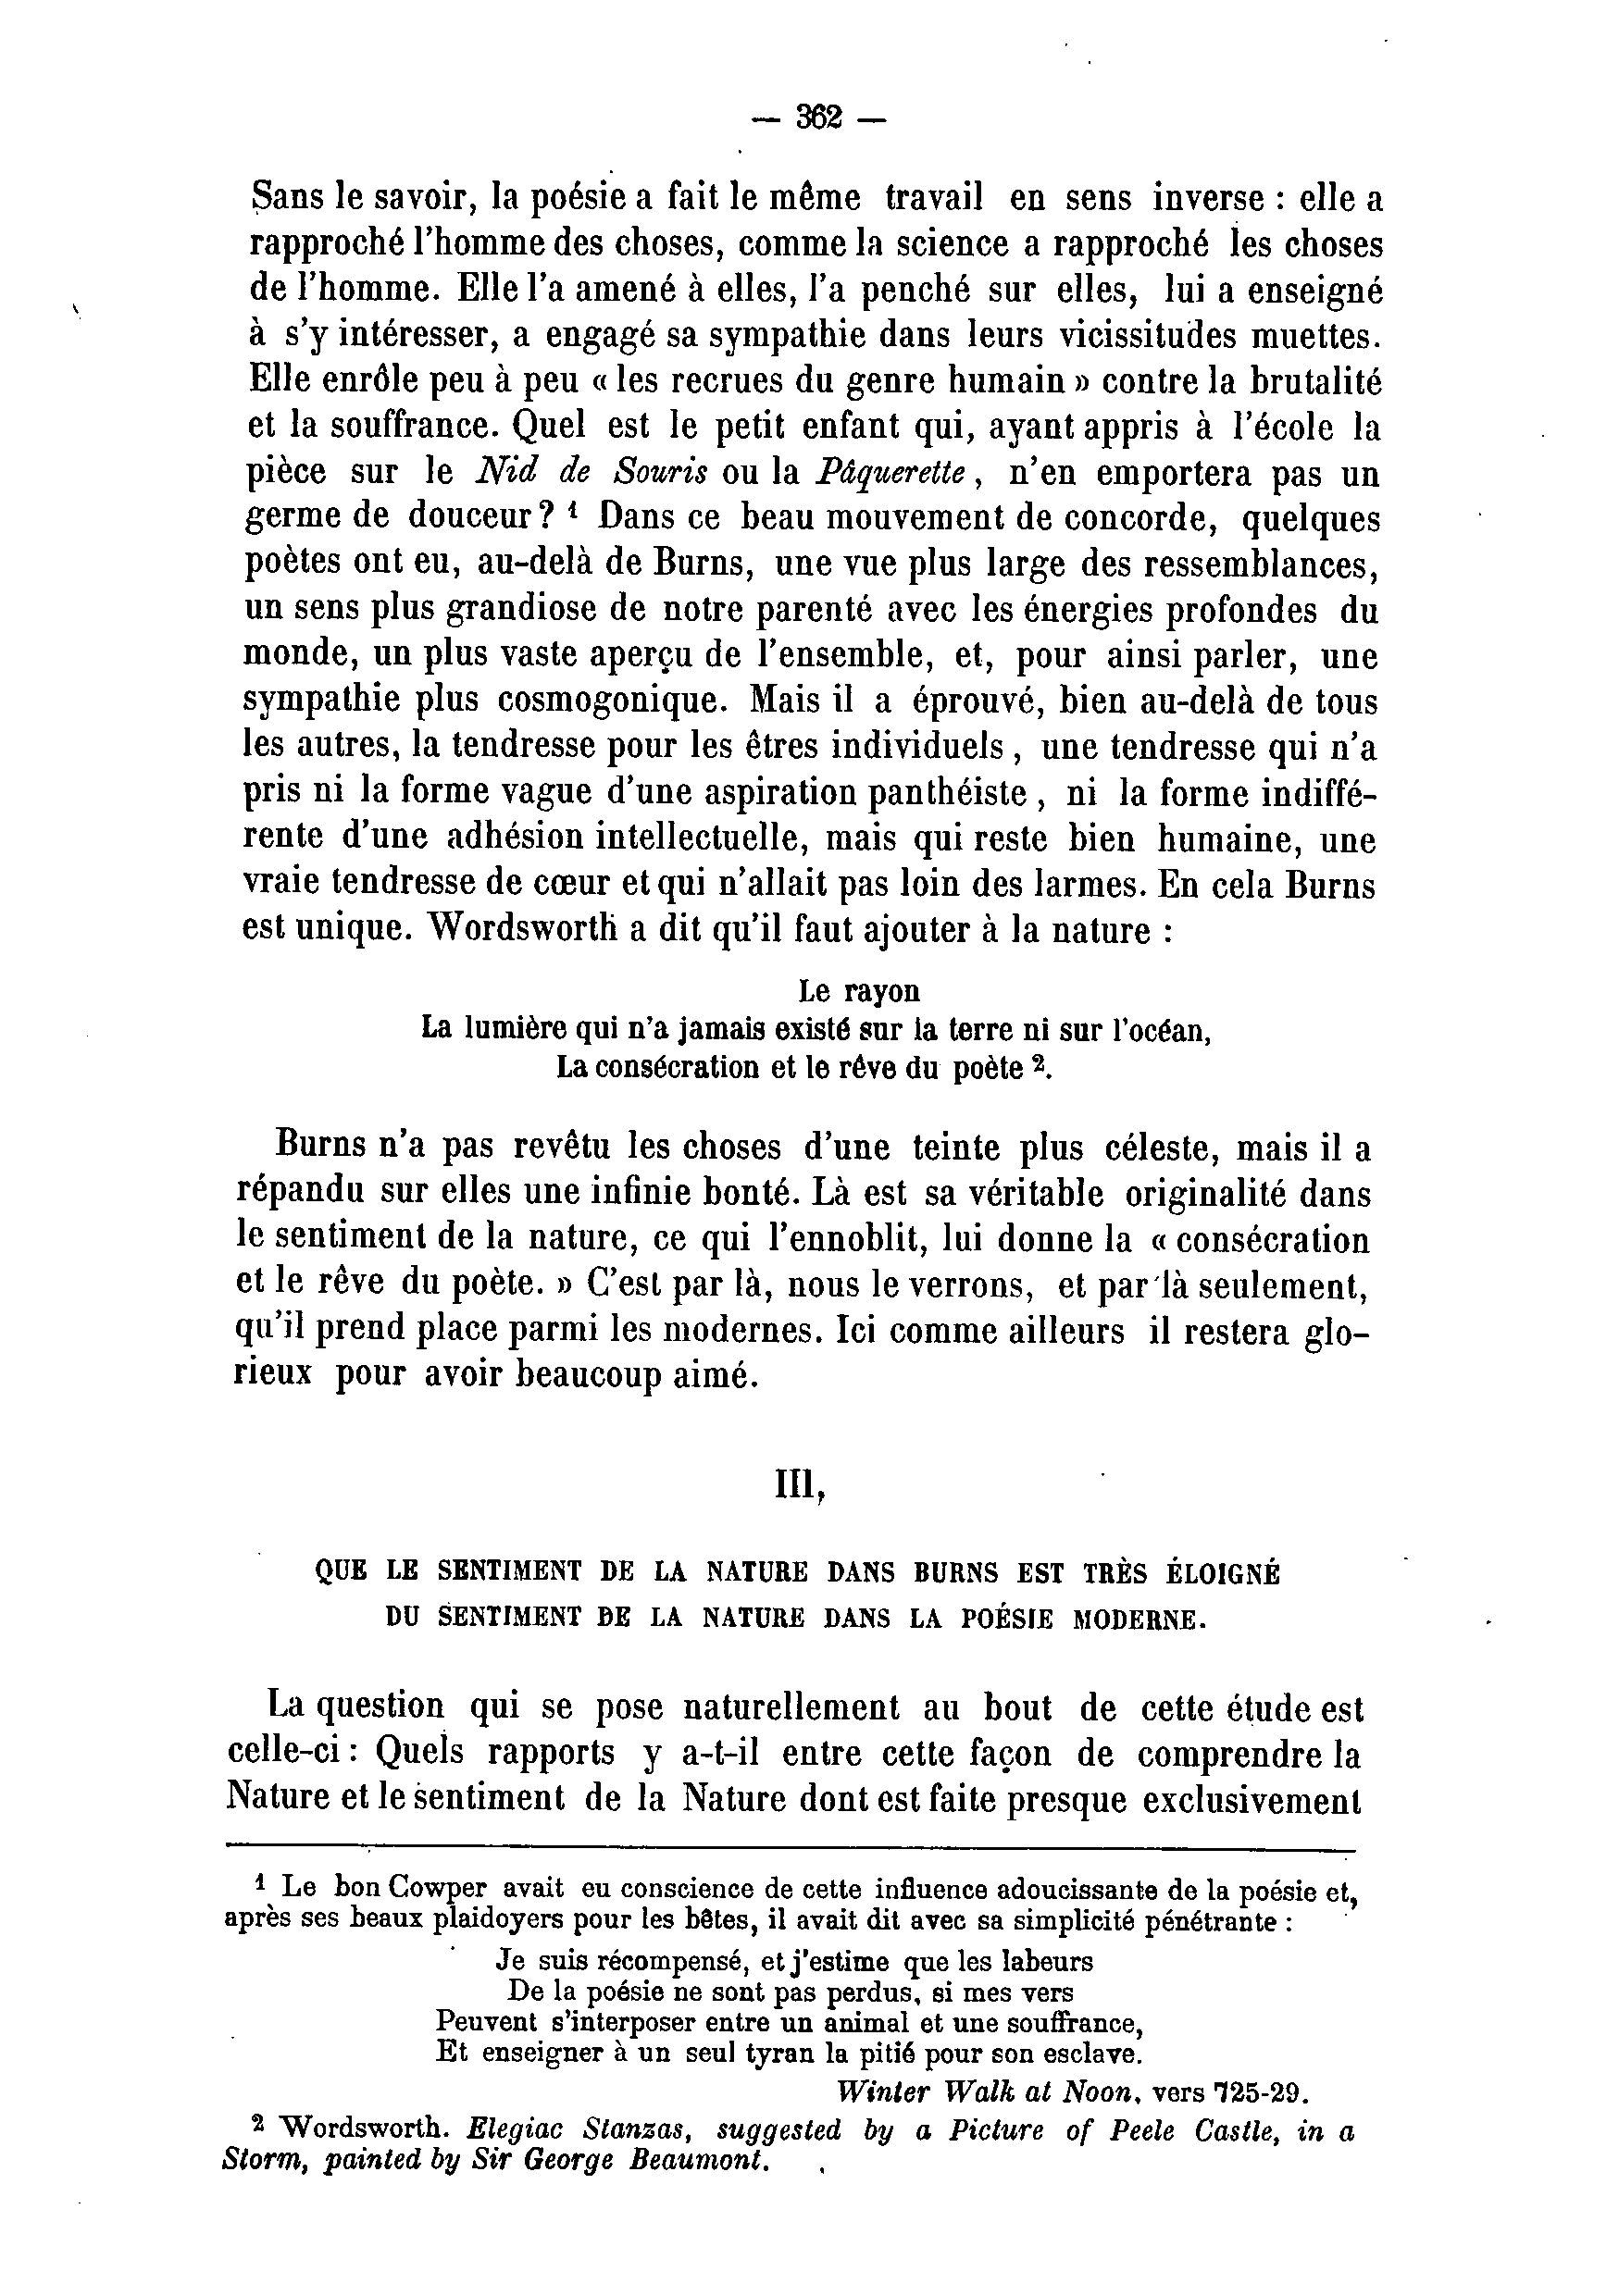 — 362 —
Sans le savoir, la poésie a fait le même travail en sens inverse : elle a
rapproché l'homme des choses, comme la science a rapproché les choses
de l'homme. Elle l'a amené à elles, l'a penché sur elles, lui a enseigné
à s'y intéresser, a engagé sa sympathie dans leurs vicissitudes muettes.
Elle enrôle peu à peu « les recrues du genre humain » contre la brutalité
et la souffrance. Quel est le petit enfant qui, ayant appris à l'école la
pièce sur le Nid de Souris ou la Pâquerette, n'en emportera pas un
germe de douceur ? 1 Dans ce beau mouvement de concorde, quelques
poètes ont eu, au-delà de Burns, une vue plus large des ressemblances,
un sens plus grandiose de notre parenté avec les énergies profondes du
monde, un plus vaste aperçu de l'ensemble, et, pour ainsi parler, une
sympathie plus cosmogonique. Mais il a éprouvé, bien au-delà de tous
les autres, la tendresse pour les êtres individuels, une tendresse qui n'a
pris ni la forme vague d'une aspiration panthéiste, ni la forme indiffé-
rente d'une adhésion intellectuelle, mais qui reste bien humaine, une
vraie tendresse de cœur et qui n'allait pas loin des larmes. En cela Burns
est unique. Wordsworth a dit qu'il faut ajouter à la nature :
Le rayon
La lumière qui n'a jamais existé sur la terre ni sur l'océan,
La consécration et le rêve du poète 2.
Burns n'a pas revêtu les choses d'une teinte plus céleste, mais il a
répandu sur elles une infinie bonté. Là est sa véritable originalité dans
le sentiment de la nature, ce qui l'ennoblit, lui donne la « consécration
et le rêve du poète. » C'est par là, nous le verrons, et par là seulement,
qu'il prend place parmi les modernes. Ici comme ailleurs il restera glo-
rieux pour avoir beaucoup aimé.
III,
QUE LE SENTIMENT DE LA NATURE DANS BURNS EST TRÈS ÉLOIGNÉ
DU SENTIMENT DE LA NATURE DANS LA POÉSIE MODERNE.
La question qui se pose naturellement au bout de cette étude est
celle-ci : Quels rapports y a-t-il entre cette façon de comprendre la
Nature et le sentiment de la Nature dont est faite presque exclusivement
1 Le bon Cowper avait eu conscience de cette influence adoucissante de la poésie et,
après ses beaux plaidoyers pour les bêtes, il avait dit avec sa simplicité pénétrante :
Je suis récompensé, et j'estime que les labeurs
De la poésie ne sont pas perdus, si mes vers
Peuvent s'interposer entre un animal et une souffrance,
Et enseigner à un seul tyran la pitié pour son esclave.
Winter Walk at Noon, vers 725-29.
2 Wordsworth. Elegiac Stanzas, suggested by a Picture of Peele Castle, in a
Storm, painted by Sir George Beaumont.